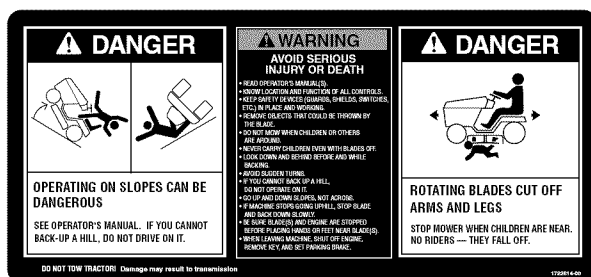 DANGER
OPERATING ON SLOPES CAN BE
DANGEROUS
SEE OPERATOR'S MANUAL. IF YOU CANNOT
BACK-UP A HILL, DO NOT DRIVE ON IT.
WARNING
AVOID SERIOUS
INJURY OR DEATH
• READ OPERATOR'S MANUAL(S).
• KNOW LOCATION AND FUNCTION OF ALL CONTROLS.
• KEEP SAFETY DEVICES (GUARDS, SHIELDS, SWITCHES,
ETC.) IN PLACE AND WORKING.
• REMOVE OBJECTS THAT COULD BE THROWN BY
THE BLADE.
• DO NOT MOW WHEN CHILDREN OR OTHERS
ARE AROUND.
• NEVER CARRY CHILDREN EVEN WITH BLADES OFF.
• LOOK DOWN AND BEHIND BEFORE AND WHILE
BACKING.
• AVOID SUDDEN TURNS.
• IF YOU CANNOT BACK UP A HILL,
DO NOT OPERATE ON IT.
• GO UP AND DOWN SLOPES, NOT ACROSS.
• IF MACHINE STOPS GOING UPHILL, STOP BLADE
AND BACK DOWN SLOWLY.
• BE SURE BLADE(S) AND ENGINE ARE STOPPED
BEFORE PLACING HANDS OR FEET NEAR BLADE(S).
• WHEN LEAVING MACHINE, SHUT OFF ENGINE,
REMOVE KEY, AND SET PARKING BRAKE.
DANGER
ROTATING BLADES CUT OFF
ARMS AND LEGS
STOP MOWER WHEN CHILDREN ARE NEAR.
NO RIDERS — THEY FALL OFF.
DO NOT TOW TRACTOR! Damage may result to transmission
1722614-00